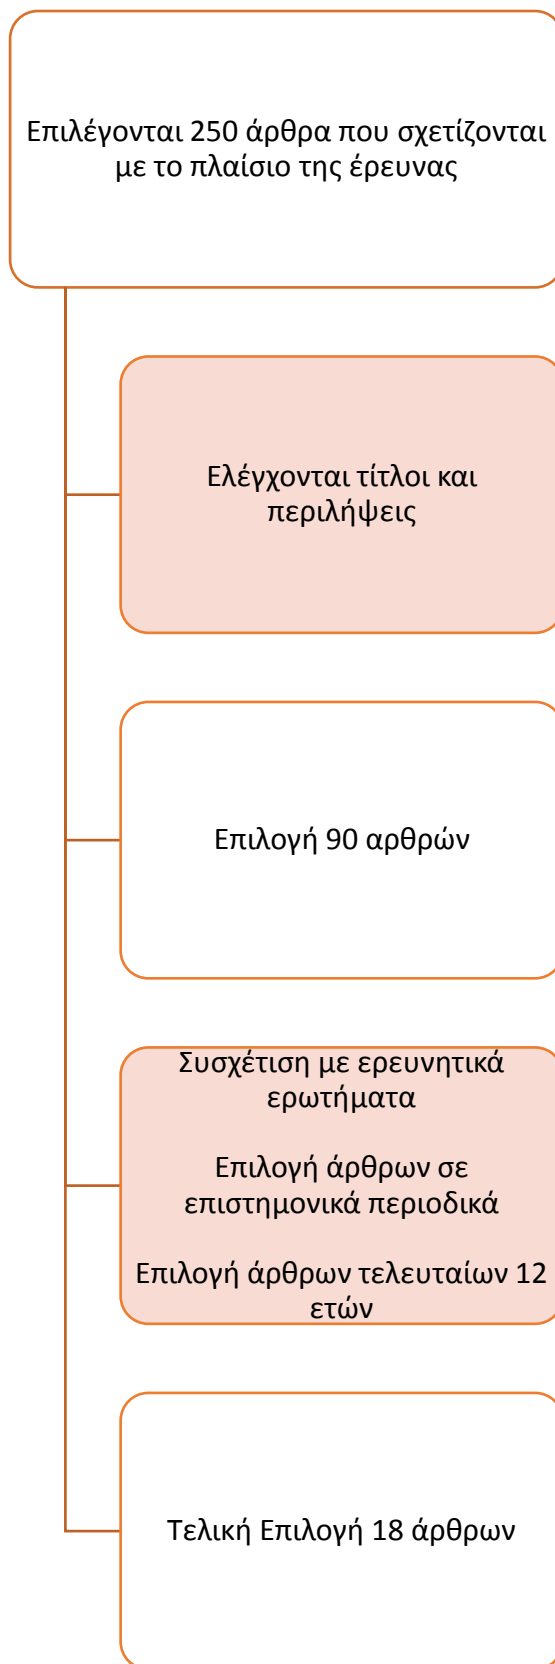 Επιλέγονται 250 άρθρα που σχετίζονται
με το πλαίσιο της έρευνας
Ελέγχονται τίτλοι και
περιλήψεις
Επιλογή 90 αρθρών
Συσχέτιση με ερευνητικά
ερωτήματα
Επιλογή άρθρων σε
επιστημονικά περιοδικά
Επιλογή άρθρων τελευταίων 12
ετών
Τελική Επιλογή 18 άρθρων